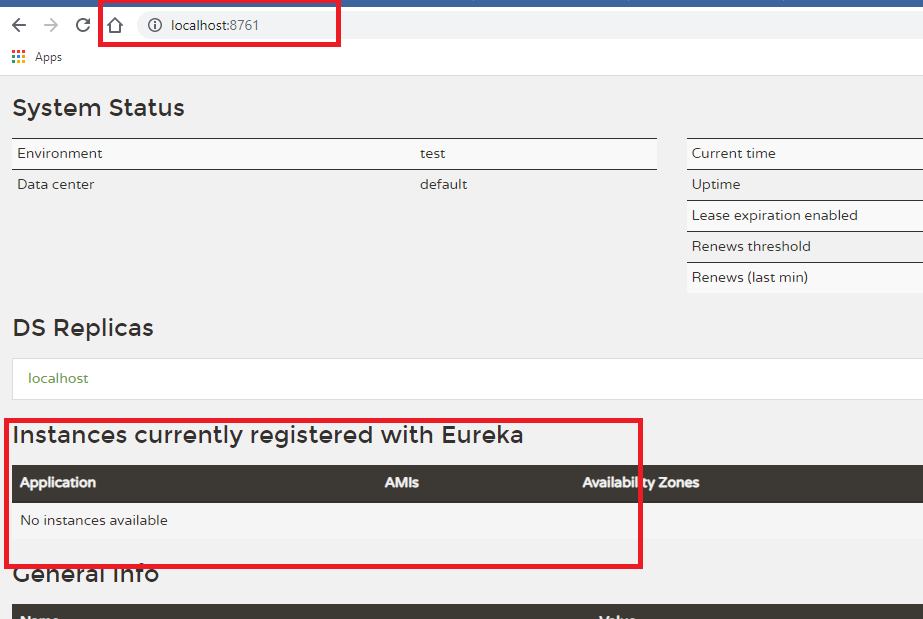 localhost:8761
Apps
System Status
Environment test
Data center default
Current time
Uptime
Lease expiration enabled
Renews threshold
Renews (last min)
DS Replicas
localhost
Instances currently registered with Eureka
Application AMIs Availability Zones
No instances available
General Info
Name Value